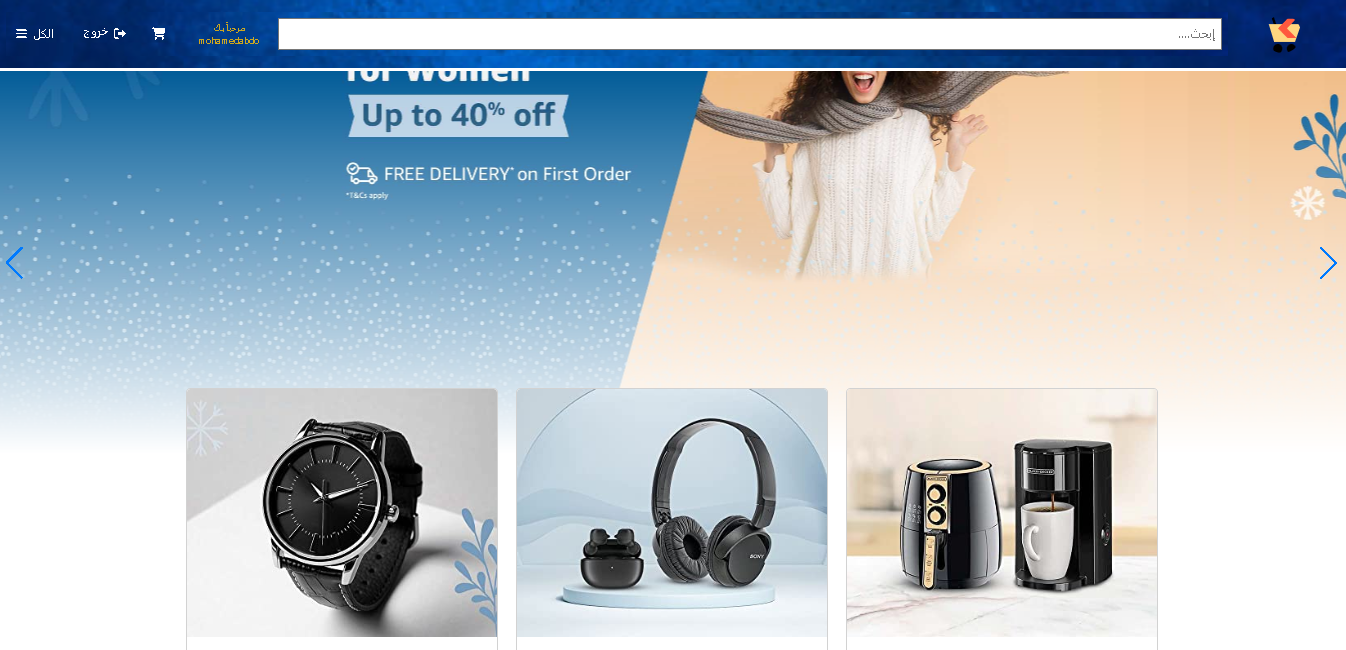 إبحث....
مرحباً بك
mohamedabdo
خروج
الكل
for Women
Up to 40% off
FREE DELIVERY* on First Order
*T&Cs apply
SONY